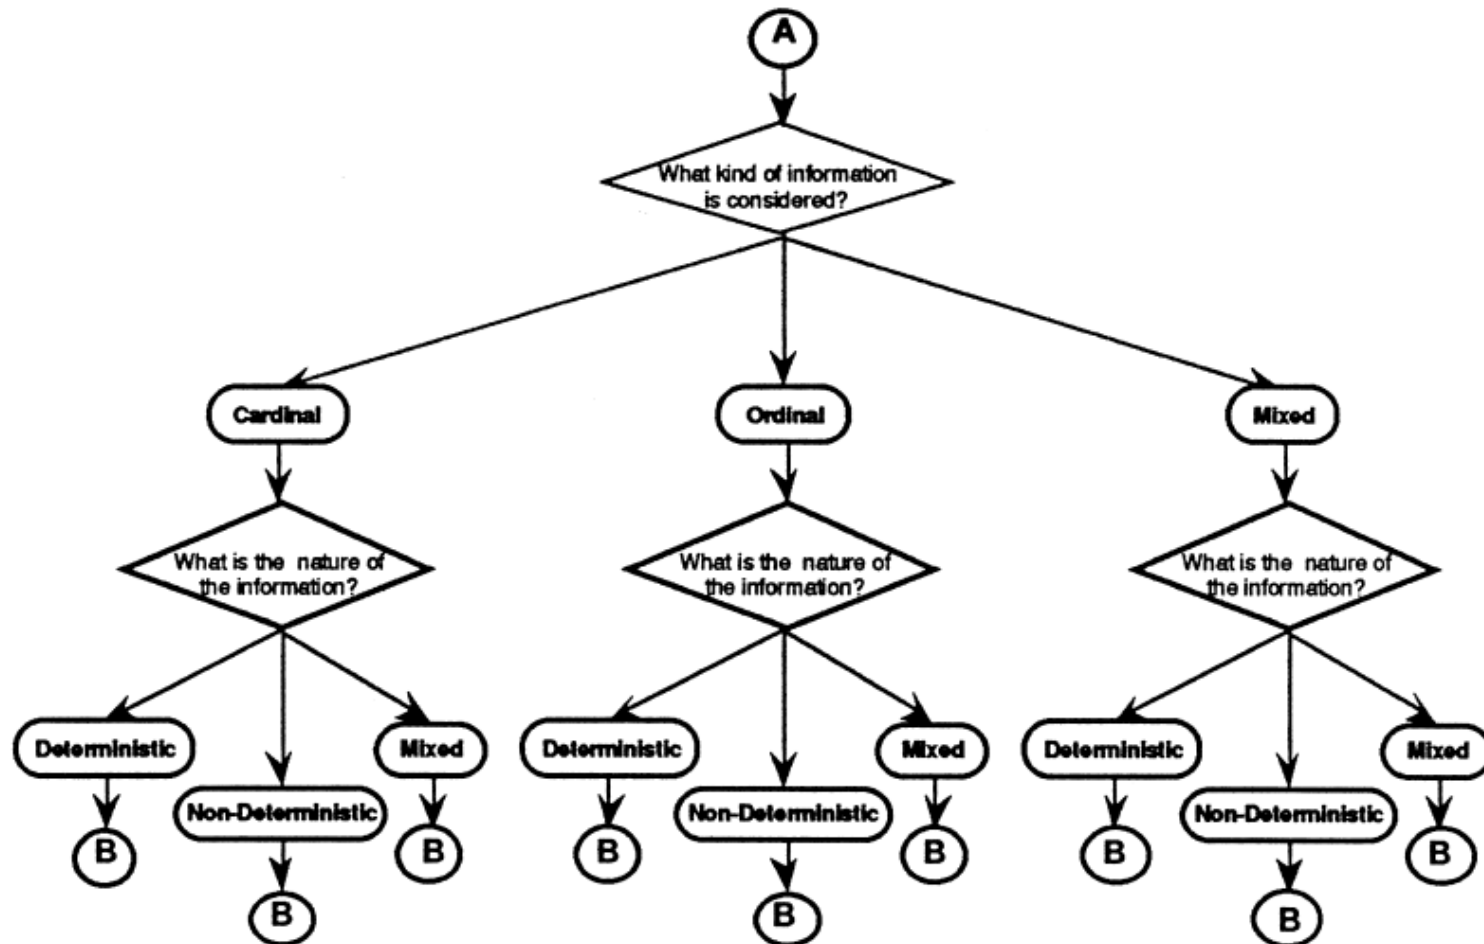 A
What kind of information
is considered?
Cardinal
Ordinal
Mixed
What is the nature of
the information?
What is the nature of
the information?
What is the nature of
the information?
Deterministic
Mixed
Deterministic
Mixed
Deterministic
Mixed
Non-Deterministic
Non-Deterministic
Non-Deterministic
B
B
B
B
B
B
B
B
B